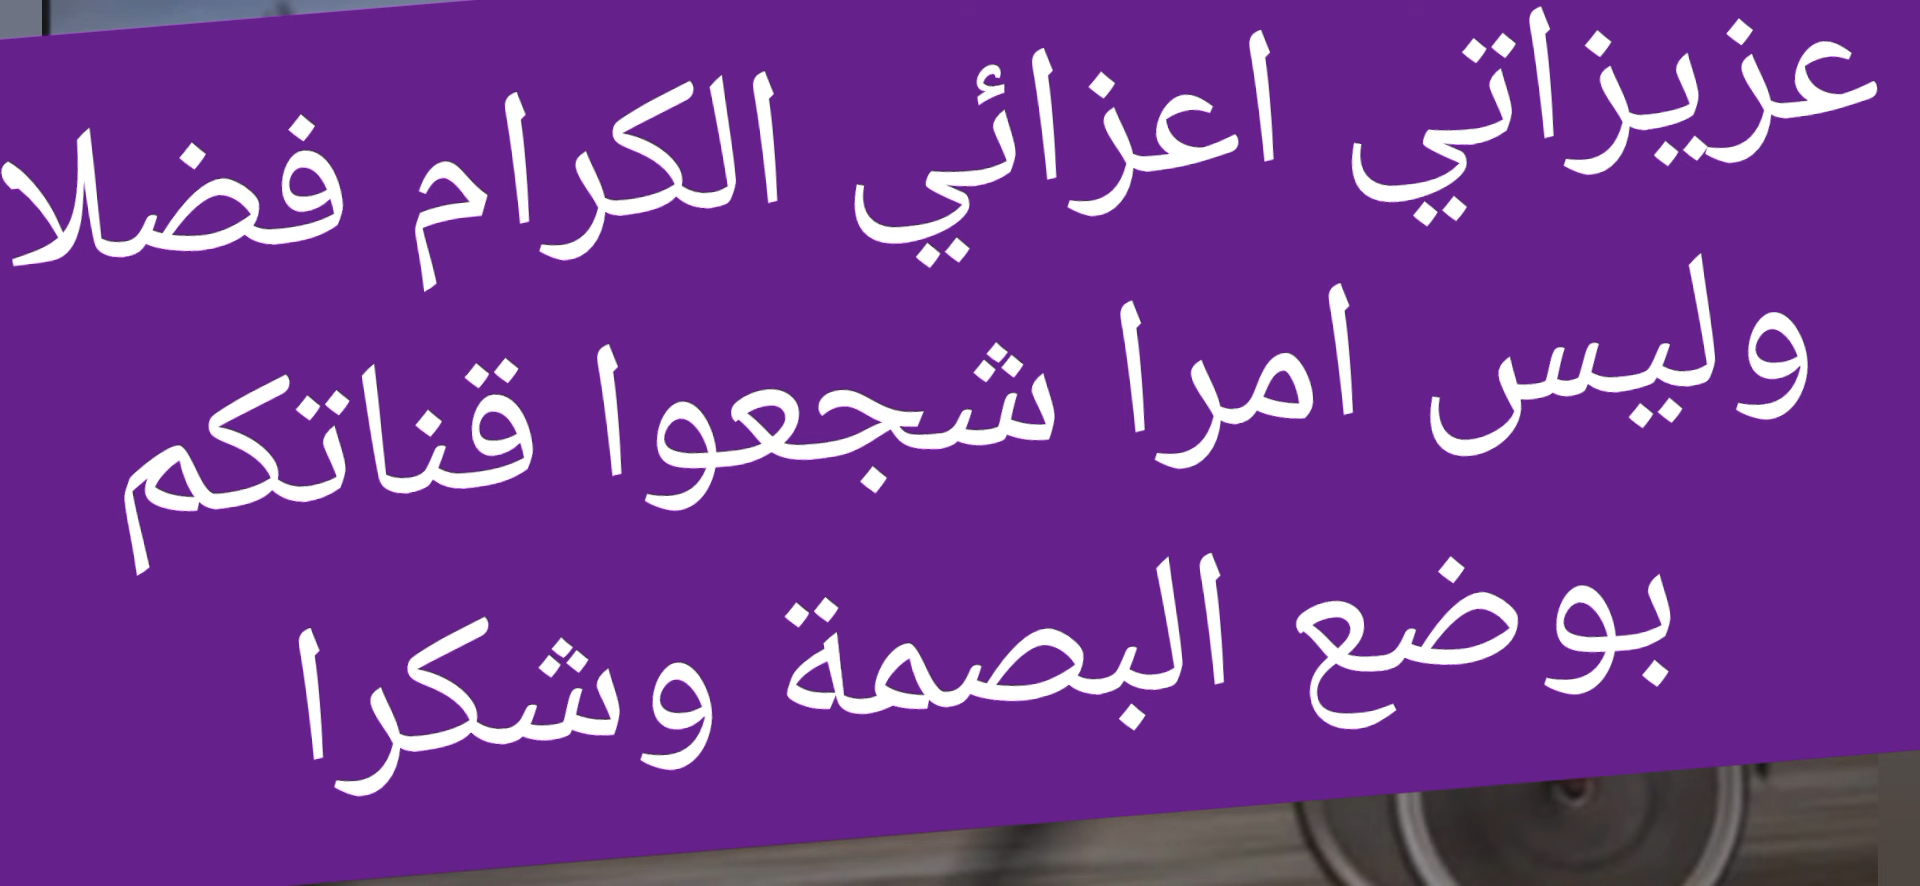 عزيزاتي اعزائي الكرام فضلا
وليس امرا شجعوا قناتكم
بوضع البصمة وشكرا